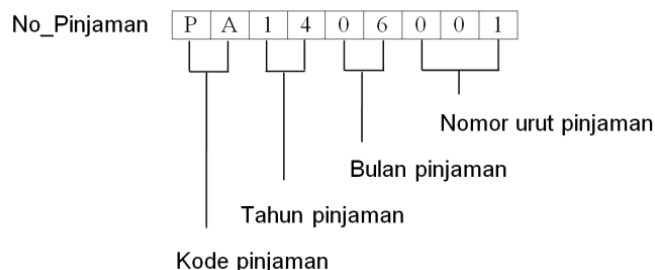 No_Pinjaman P A 1 4 0 6 0 0 1
Nomor urut pinjaman
Bulan pinjaman
Tahun pinjaman
Kode pinjaman